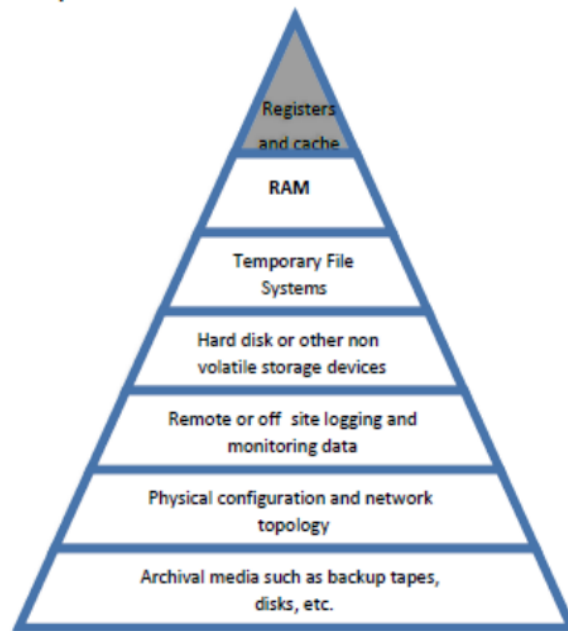 Registers
and cache
RAM
Temporary File
Systems
Hard disk or other non
volatile storage devices
Remote or off site logging and
monitoring data
Physical configuration and network
topology
Archival media such as backup tapes,
disks, etc.